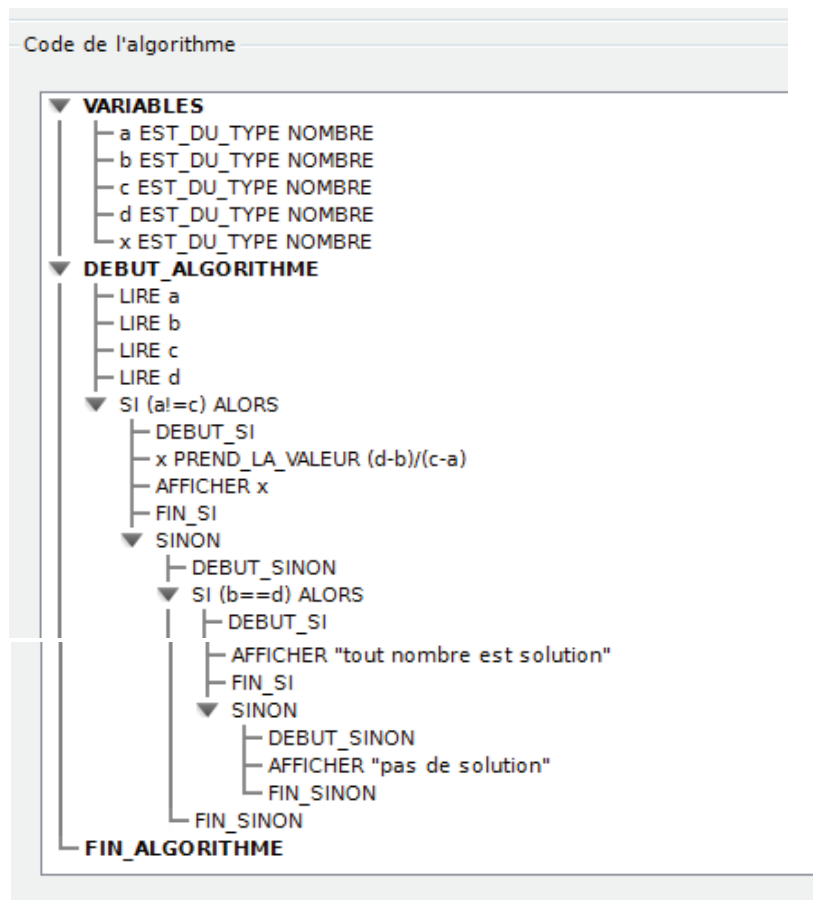 Code de l'algorithme
VARIABLES
a EST_DU_TYPE NOMBRE
b EST_DU_TYPE NOMBRE
c EST_DU_TYPE NOMBRE
d EST_DU_TYPE NOMBRE
x EST_DU_TYPE NOMBRE
DEBUT_ALGORITHME
LIRE a
LIRE b
LIRE c
LIRE d
SI (a!=c) ALORS
DEBUT_SI
x PREND_LA_VALEUR (d-b)/(c-a)
AFFICHER x
FIN_SI
SINON
DEBUT_SINON
SI (b==d) ALORS
DEBUT_SI
AFFICHER "tout nombre est solution"
FIN_SI
SINON
DEBUT_SINON
AFFICHER "pas de solution"
FIN_SINON
FIN_SINON
FIN_ALGORITHME